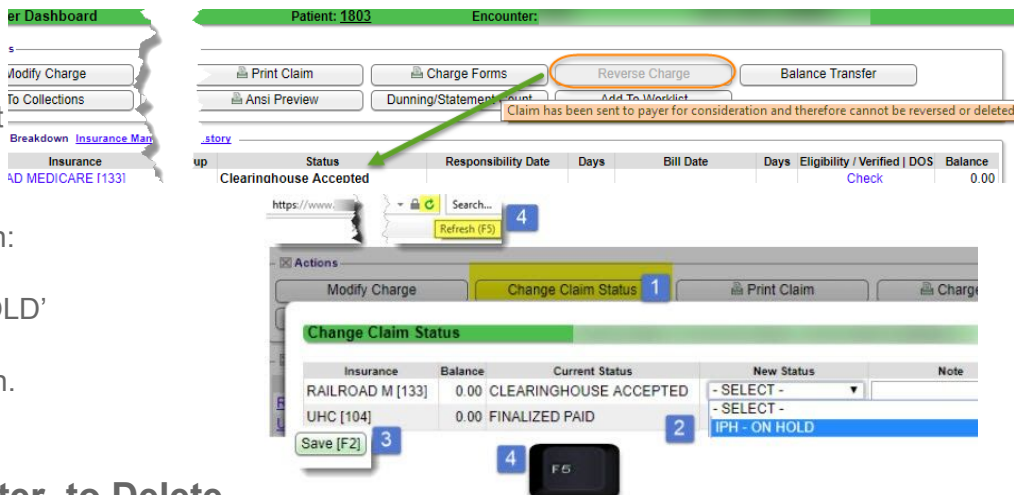 er Dashboard Patient: 1803 Encounter:
s
Modify Charge Print Claim Charge Forms Reverse Charge Balance Transfer
To Collections Ansi Preview Dunning/Statement Count Add To Worklist
t
Claim has been sent to payer for consideration and therefore cannot be reversed or deleted
Breakdown Insurance Man story
Insurance up Status Responsibility Date Days Bill Date Days Eligibility / Verified | DOS Balance
AD MEDICARE [133] Clearinghouse Accepted Check 0.00
https://www. Search...
Refresh (F5) 4
n:
Actions
Modify Charge Change Claim Status 1 Print Claim Charge
OLD’
Change Claim Status
Insurance Balance Current Status New Status Note
n.
RAILROAD M [133] 0.00 CLEARINGHOUSE ACCEPTED - SELECT -
- SELECT -
UHC [104] 0.00 FINALIZED PAID 2 IPH - ON HOLD
Save [F2] 3
4 F5
ter, to Delete